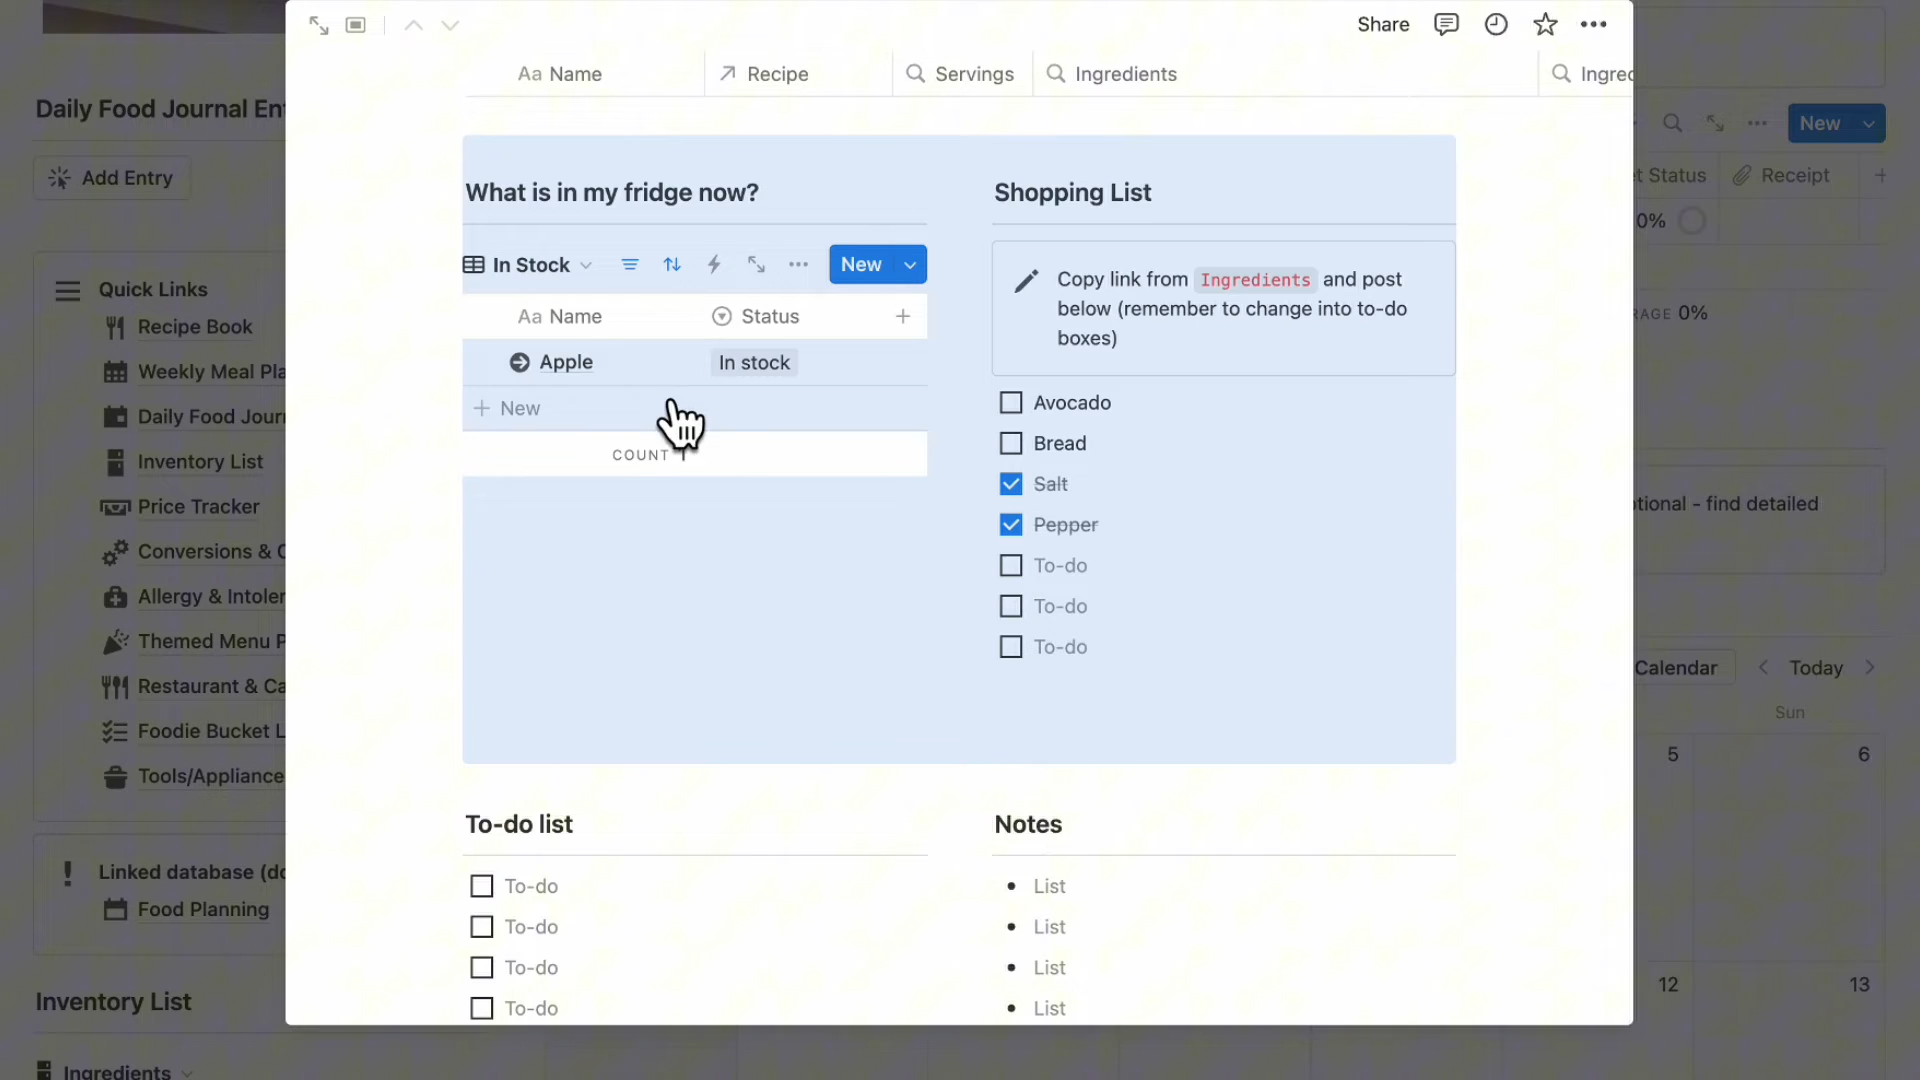 Share
Aa Name
Recipe
Servings
Ingredients
Ingred
Daily Food Journal Ent
New
Add Entry
t Status
Receipt
0%
What is in my fridge now?
Shopping List
In Stock
New
Copy link from Ingredients and post
below (remember to change into to-do
boxes)
Quick Links
Recipe Book
Weekly Meal Pla
Daily Food Jour
Inventory List
Price Tracker
Conversions & C
Allergy & Intoler
Themed Menu P
Restaurant & Ca
Foodie Bucket L
Tools/Appliance
Aa Name
Status
RAGE 0%
Apple
In stock
New
COUNT
Avocado
Bread
Salt
Pepper
To-do
To-do
To-do
tional - find detailed
Calendar
Today
Sun
5
6
To-do list
Notes
To-do
To-do
To-do
To-do
List
List
List
List
Linked database (do
Food Planning
12
13
Inventory List
Ingredients